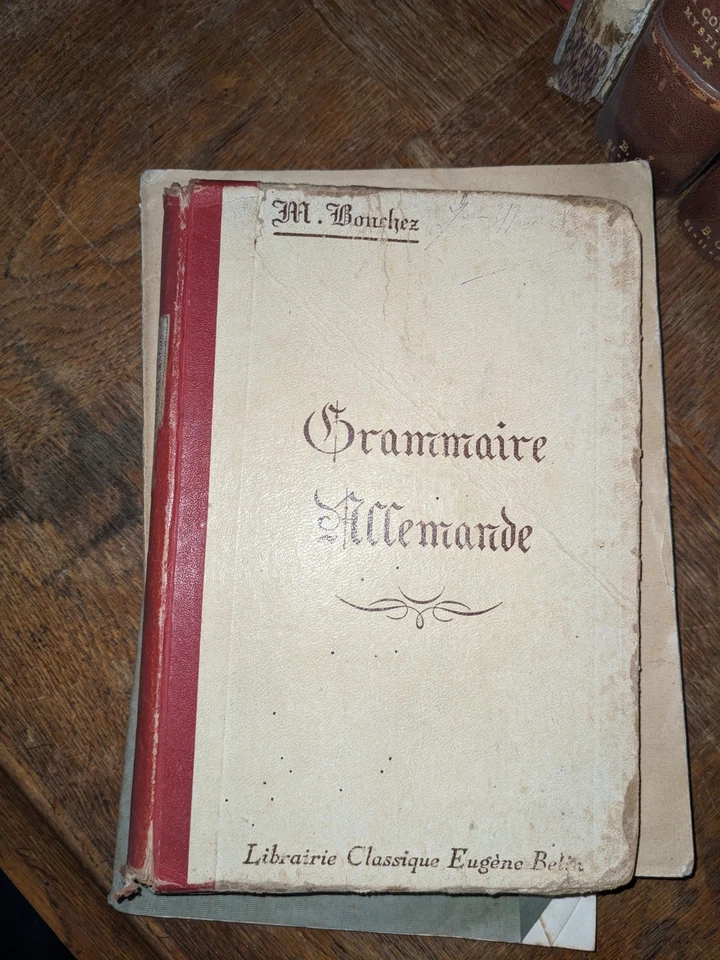 M. Bouchez
Grammaire
Allemande
Librairie Classique Eugène Belin